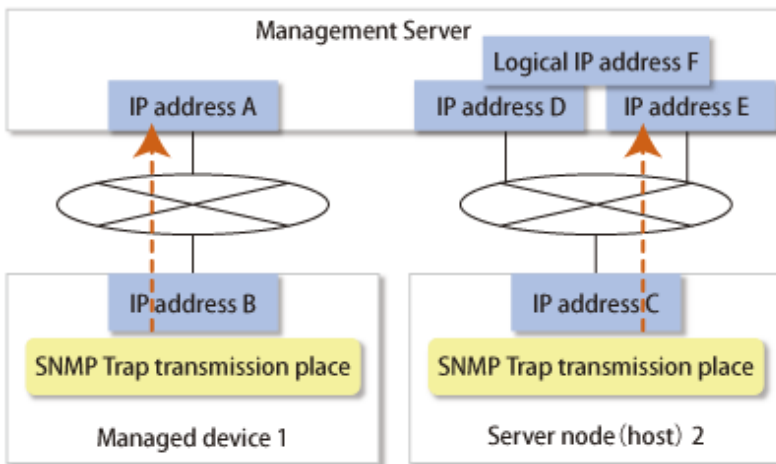 Management Server
Logical IP address F
IP address A
IP address D
IP address E
IP address B
IP address C
SNMP Trap transmission place
SNMP Trap transmission place
Managed device 1
Server node (host) 2